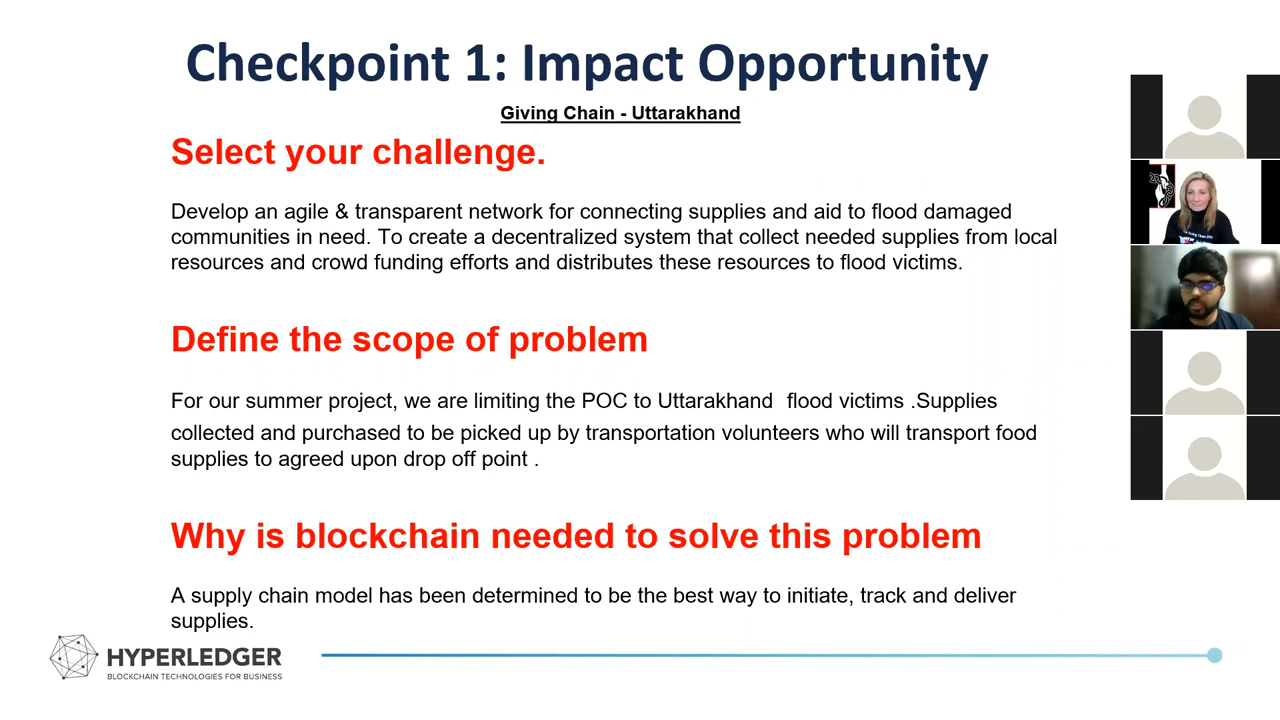 Checkpoint 1: Impact Opportunity
Giving Chain - Uttarakhand
Select your challenge.
Develop an agile & transparent network for connecting supplies and aid to flood damaged
communities in need. To create a decentralized system that collect needed supplies from local
resources and crowd funding efforts and distributes these resources to flood victims.
Define the scope of problem
For our summer project, we are limiting the POC to Uttarakhand  flood victims .Supplies
collected and purchased to be picked up by transportation volunteers who will transport food
supplies to agreed upon drop off point .
Why is blockchain needed to solve this problem
A supply chain model has been determined to be the best way to initiate, track and deliver
supplies.
HYPERLEDGER
BLOCKCHAIN TECHNOLOGIES FOR BUSINESS